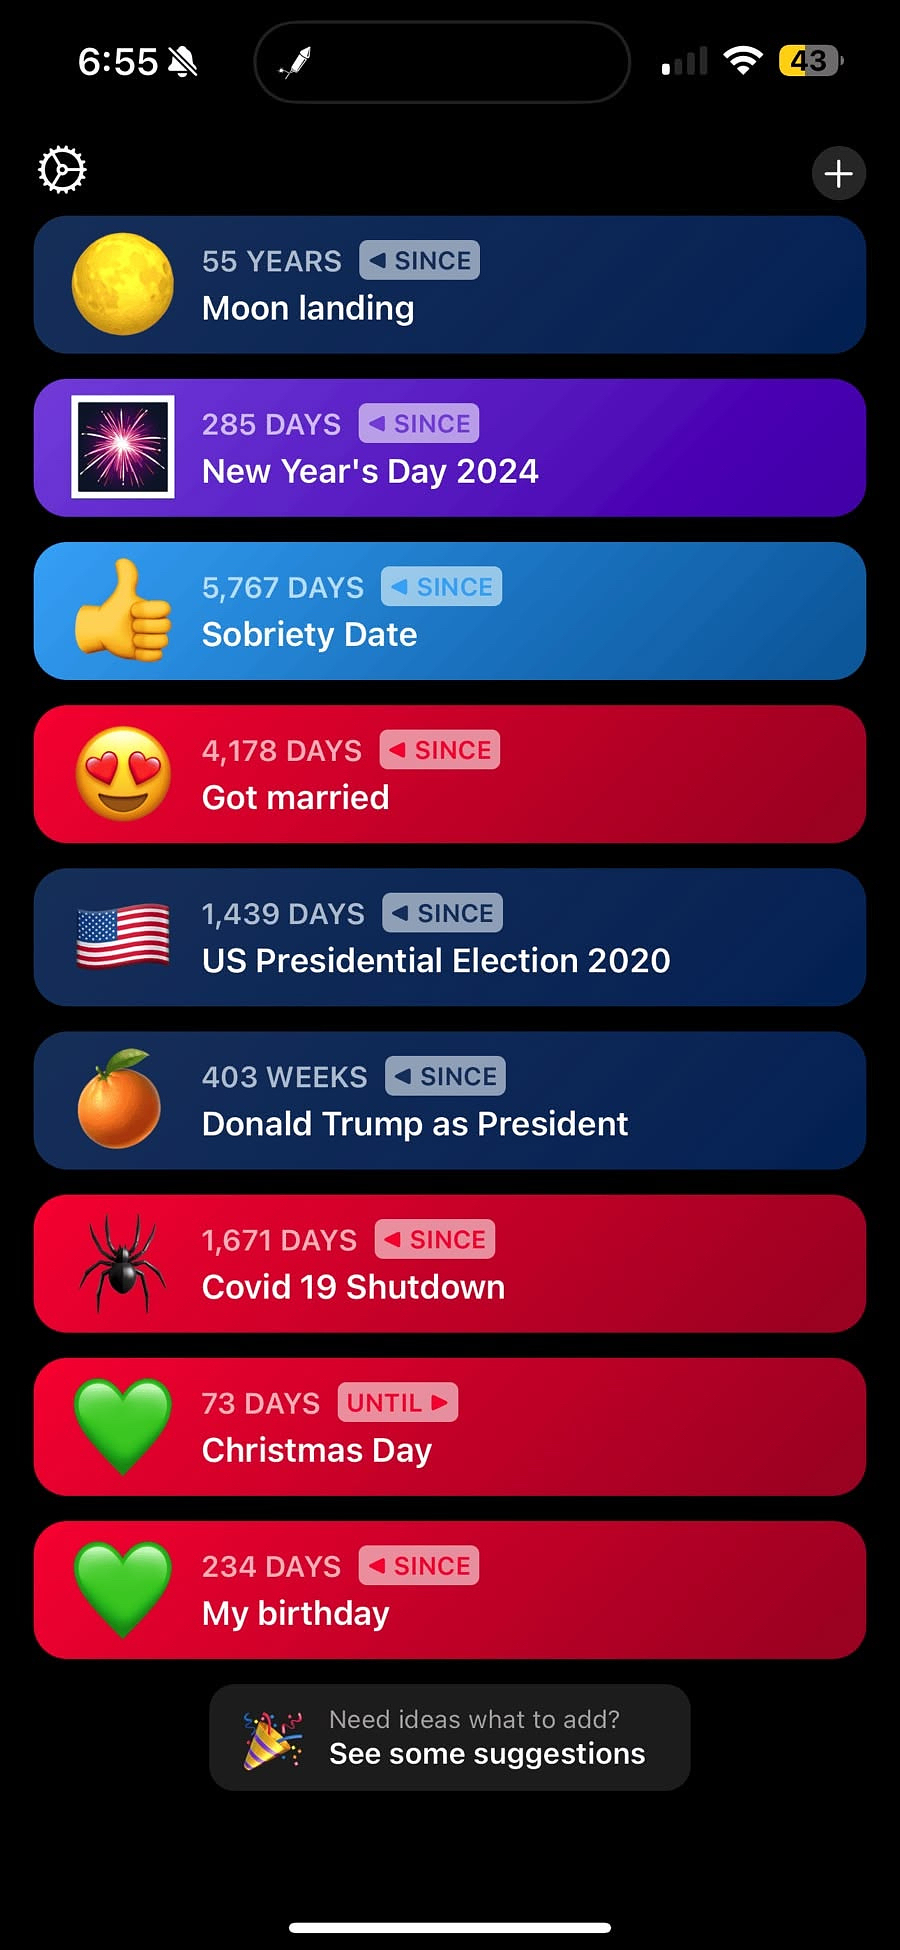 6:55
43
55 YEARS ◀ SINCE
Moon landing
285 DAYS ◀ SINCE
New Year's Day 2024
5,767 DAYS ◀ SINCE
Sobriety Date
4,178 DAYS ◀ SINCE
Got married
1,439 DAYS ◀ SINCE
US Presidential Election 2020
403 WEEKS ◀ SINCE
Donald Trump as President
1,671 DAYS ◀ SINCE
Covid 19 Shutdown
73 DAYS UNTIL ▶
Christmas Day
234 DAYS ◀ SINCE
My birthday
Need ideas what to add?
See some suggestions